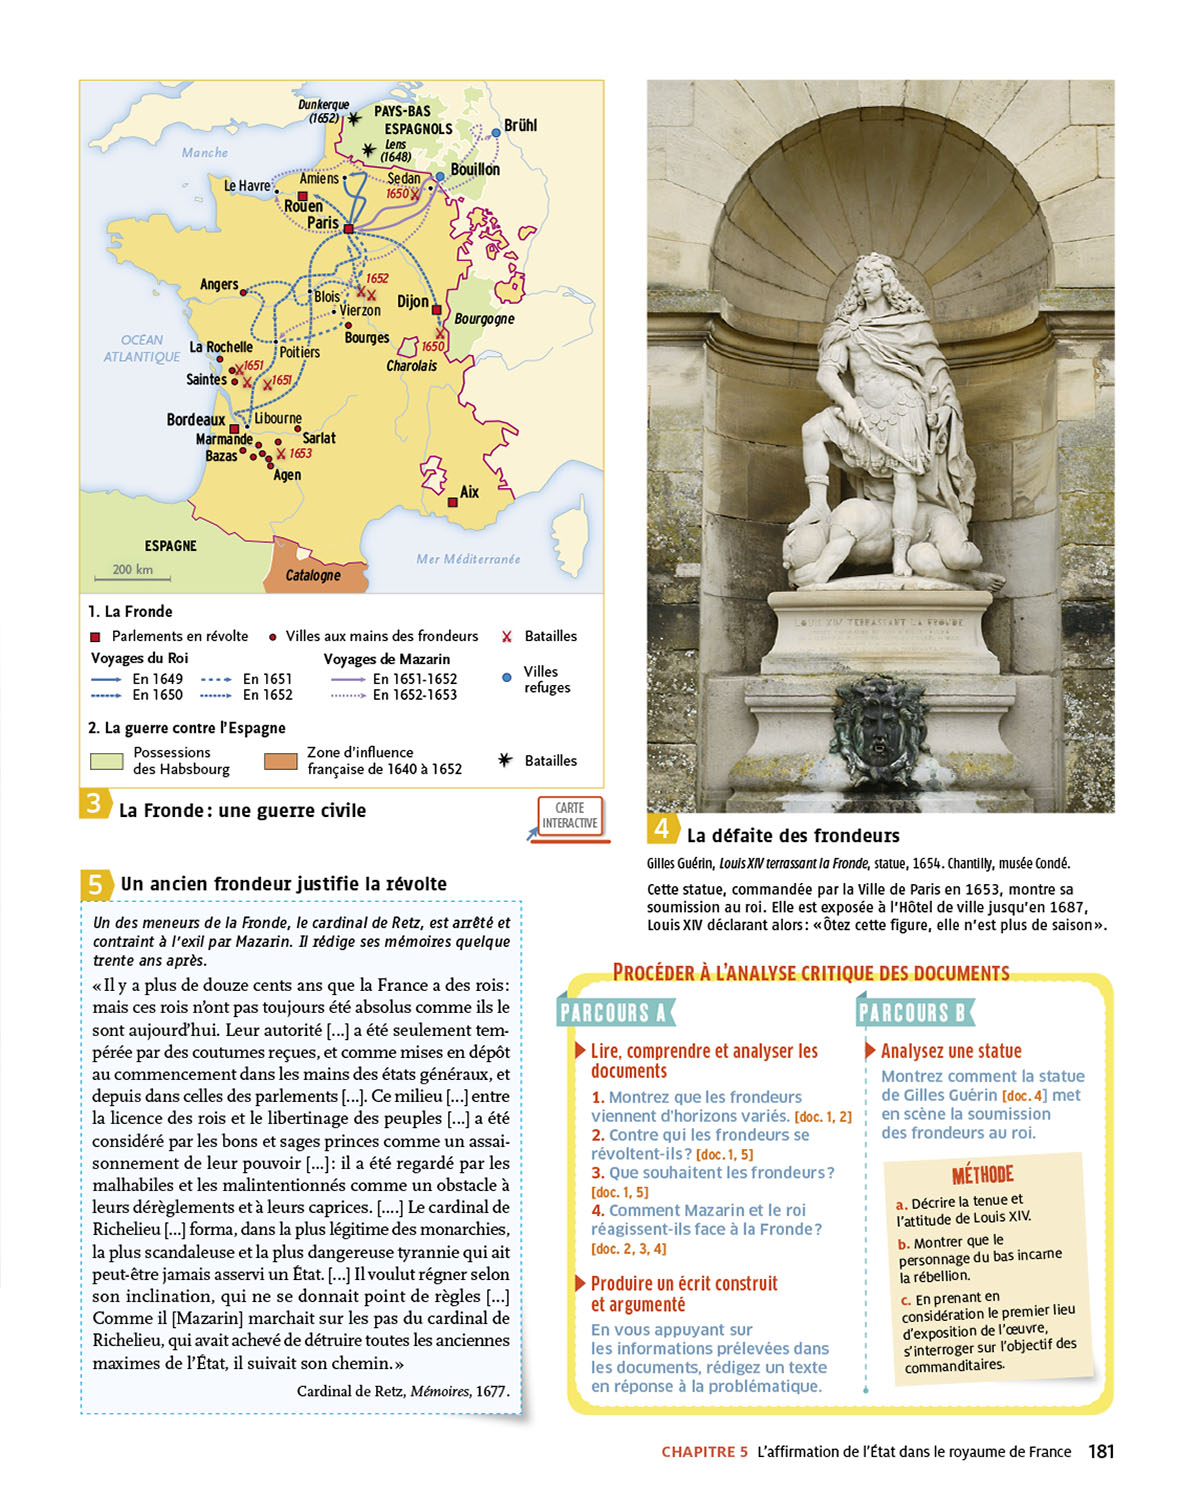 Dunkerque
(1652)
PAYS-BAS
ESPAGNOLS
Lens
(1648)
Brühl
Manche
Bouillon
Le Havre
Amiens
Sedan
1650
Rouen
Paris
Angers
1652
Blois
Vierzon
Dijon
Bourgogne
OCÉAN
ATLANTIQUE
La Rochelle
Bourges
1650
Poitiers
Charolais
1651
Saintes
1651
Bordeaux
Libourne
Marmande
Sarlat
Bazas
1653
Agen
Aix
ESPAGNE
Mer Méditerranée
200 km
Catalogne
1. La Fronde
Parlements en révolte
Villes aux mains des frondeurs
Batailles
Voyages du Roi
Voyages de Mazarin
En 1649
En 1651
En 1651-1652
Villes
refuges
En 1650
En 1652
En 1652-1653
2. La guerre contre l'Espagne
Possessions
des Habsbourg
Zone d'influence
française de 1640 à 1652
Batailles
3 La Fronde : une guerre civile
CARTE
INTERACTIVE
LOUIS XIV TERRASSANT LA FRONDE
4 La défaite des frondeurs
Gilles Guérin, Louis XIV terrassant la Fronde, statue, 1654. Chantilly, musée Condé.
Cette statue, commandée par la Ville de Paris en 1653, montre sa
soumission au roi. Elle est exposée à l'Hôtel de ville jusqu'en 1687,
Louis XIV déclarant alors : « Ôtez cette figure, elle n'est plus de saison ».
5 Un ancien frondeur justifie la révolte
Un des meneurs de la Fronde, le cardinal de Retz, est arrêté et
contraint à l'exil par Mazarin. Il rédige ses mémoires quelque
trente ans après.
« Il y a plus de douze cents ans que la France a des rois :
mais ces rois n'ont pas toujours été absolus comme ils le
sont aujourd'hui. Leur autorité [...] a été seulement tem-
pérée par des coutumes reçues, et comme mises en dépôt
au commencement dans les mains des états généraux, et
depuis dans celles des parlements [...]. Ce milieu [...] entre
la licence des rois et le libertinage des peuples [...] a été
considéré par les bons et sages princes comme un assai-
sonnement de leur pouvoir [...] : il a été regardé par les
malhabiles et les malintentionnés comme un obstacle à
leurs dérèglements et à leurs caprices. [....] Le cardinal de
Richelieu [...] forma, dans la plus légitime des monarchies,
la plus scandaleuse et la plus dangereuse tyrannie qui ait
peut-être jamais asservi un État. [...] Il voulut régner selon
son inclination, qui ne se donnait point de règles [...]
Comme il [Mazarin] marchait sur les pas du cardinal de
Richelieu, qui avait achevé de détruire toutes les anciennes
maximes de l'État, il suivait son chemin. »
Cardinal de Retz, Mémoires, 1677.
PROCÉDER À L'ANALYSE CRITIQUE DES DOCUMENTS
PARCOURS A
Lire, comprendre et analyser les
documents
1. Montrez que les frondeurs
viennent d'horizons variés. [doc. 1, 2]
2. Contre qui les frondeurs se
révoltent-ils ? [doc. 1, 5]
3. Que souhaitent les frondeurs ?
[doc. 1, 5]
4. Comment Mazarin et le roi
réagissent-ils face à la Fronde ?
[doc. 2, 3, 4]
Produire un écrit construit
et argumenté
En vous appuyant sur
les informations prélevées dans
les documents, rédigez un texte
en réponse à la problématique.
PARCOURS B
Analysez une statue
Montrez comment la statue
de Gilles Guérin [doc. 4] met
en scène la soumission
des frondeurs au roi.
MÉTHODE
a. Décrire la tenue et
l'attitude de Louis XIV.
b. Montrer que le
personnage du bas incarne
la rébellion.
c. En prenant en
considération le premier lieu
d'exposition de l'œuvre,
s'interroger sur l'objectif des
commanditaires.
CHAPITRE 5 L'affirmation de l'État dans le royaume de France 181